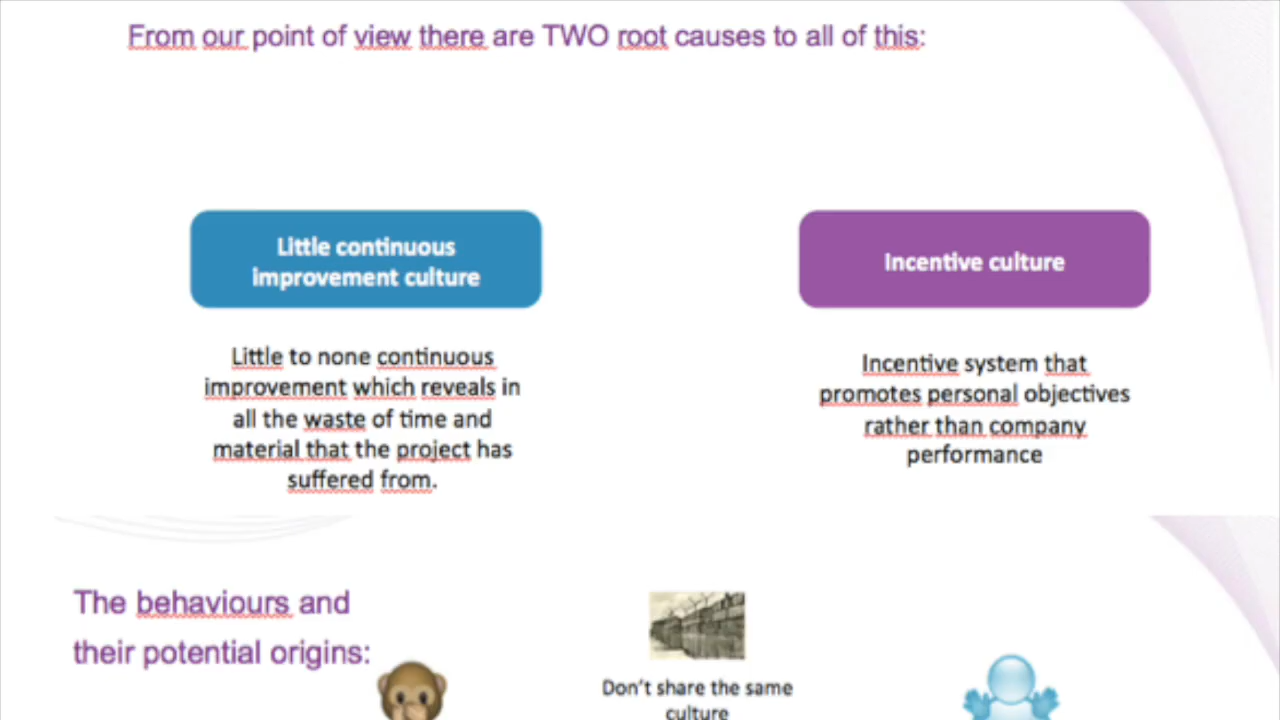 From our point of view there are TWO root causes to all of this:
Little continuous
improvement culture
Little to none continuous
improvement which reveals in
all the waste of time and
material that the project has
suffered from.
Incentive culture
Incentive system that
promotes personal objectives
rather than company
performance
The behaviours and
their potential origins:
Don't share the same
culture